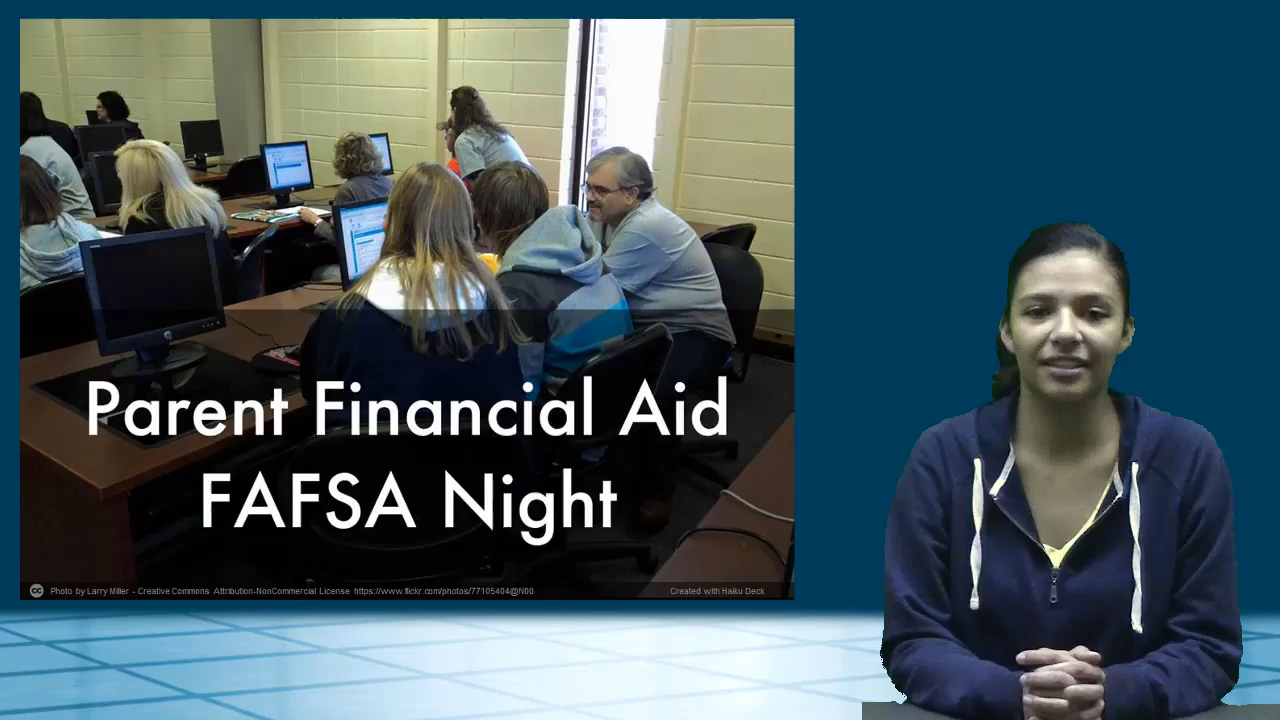 Parent Financial Aid
FAFSA Night
Photo by Larry Miller - Creative Commons Attribution-NonCommercial License https://www.flickr.com/photos/77105404@N00
Created with Haiku Deck